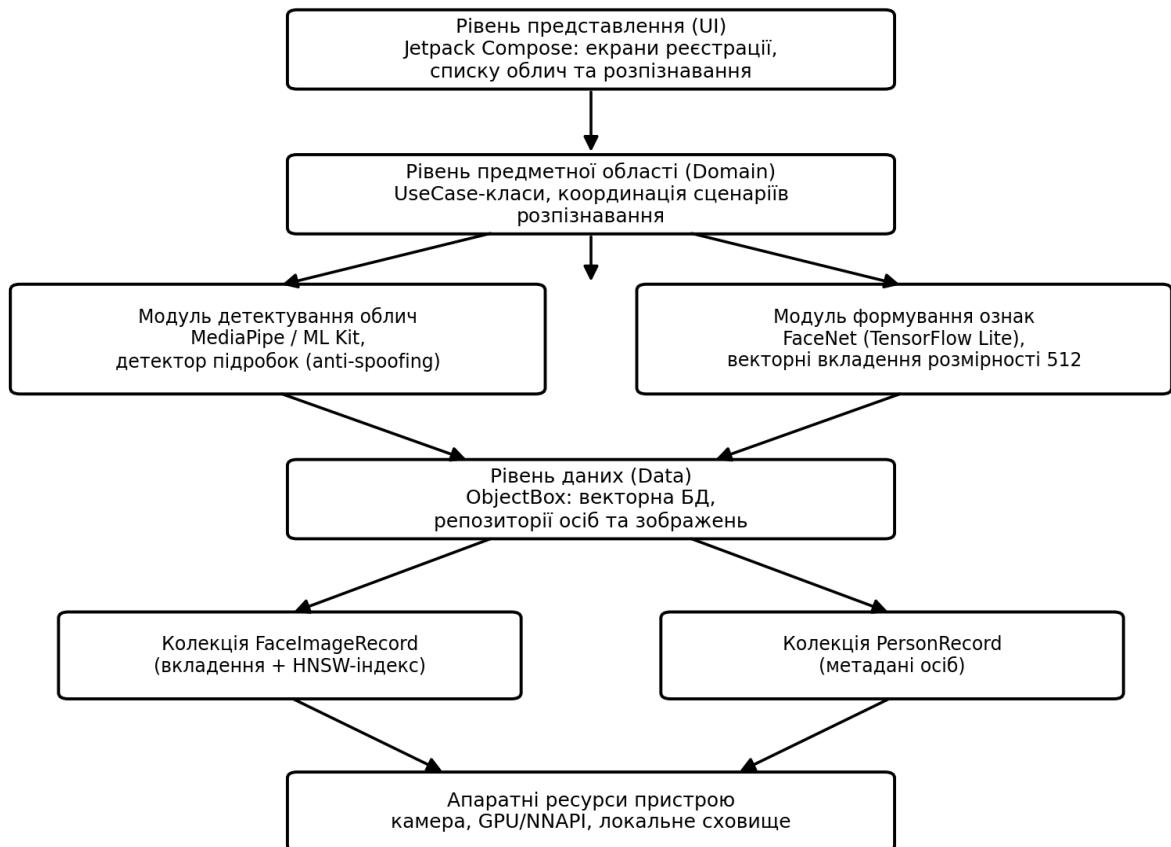 Рівень представлення (UI)
Jetpack Compose: екрани реєстрації,
списку облич та розпізнавання
Рівень предметної області (Domain)
UseCase-класи, координація сценаріїв
розпізнавання
Модуль детектування облич
MediaPipe / ML Kit,
детектор підробок (anti-spoofing)
Модуль формування ознак
FaceNet (TensorFlow Lite),
векторні вкладення розмірності 512
Рівень даних (Data)
ObjectBox: векторна БД,
репозиторії осіб та зображень
Колекція FaceImageRecord
(вкладення + HNSW-індекс)
Колекція PersonRecord
(метадані осіб)
Апаратні ресурси пристрою
камера, GPU/NNAPI, локальне сховище